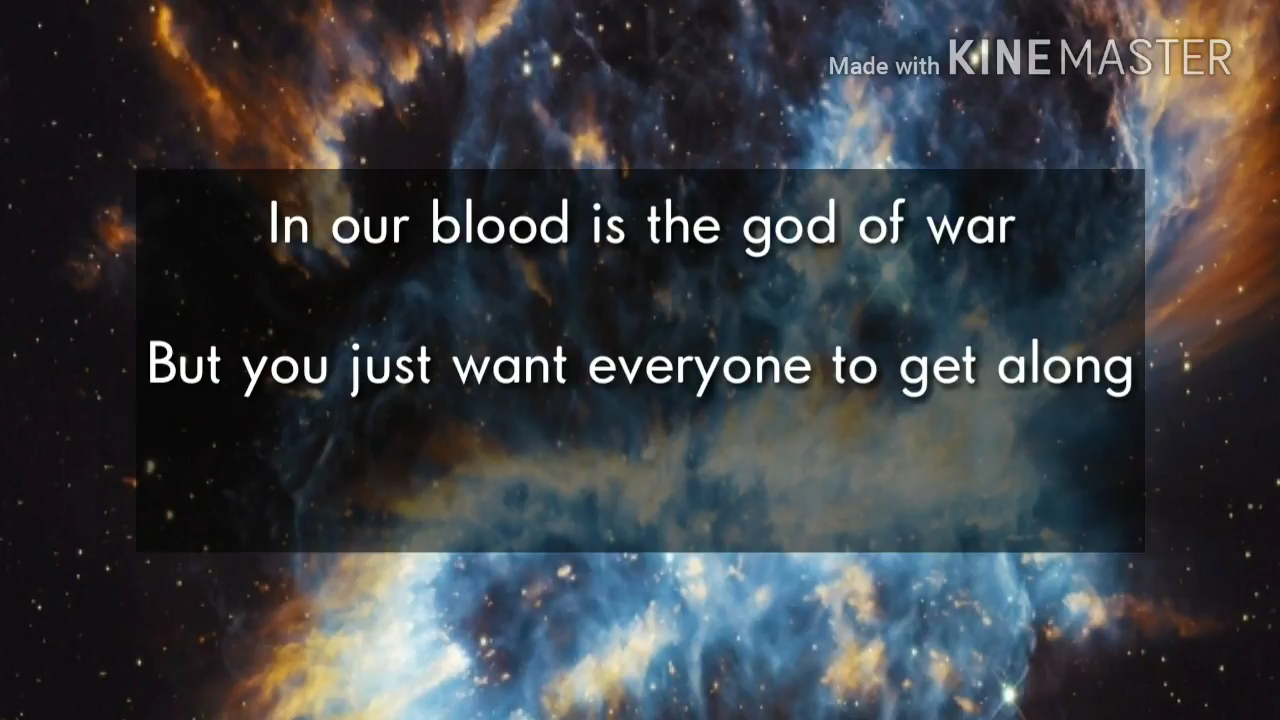 Made with KINEMASTER
In our blood is the god of war
But you just want everyone to get along